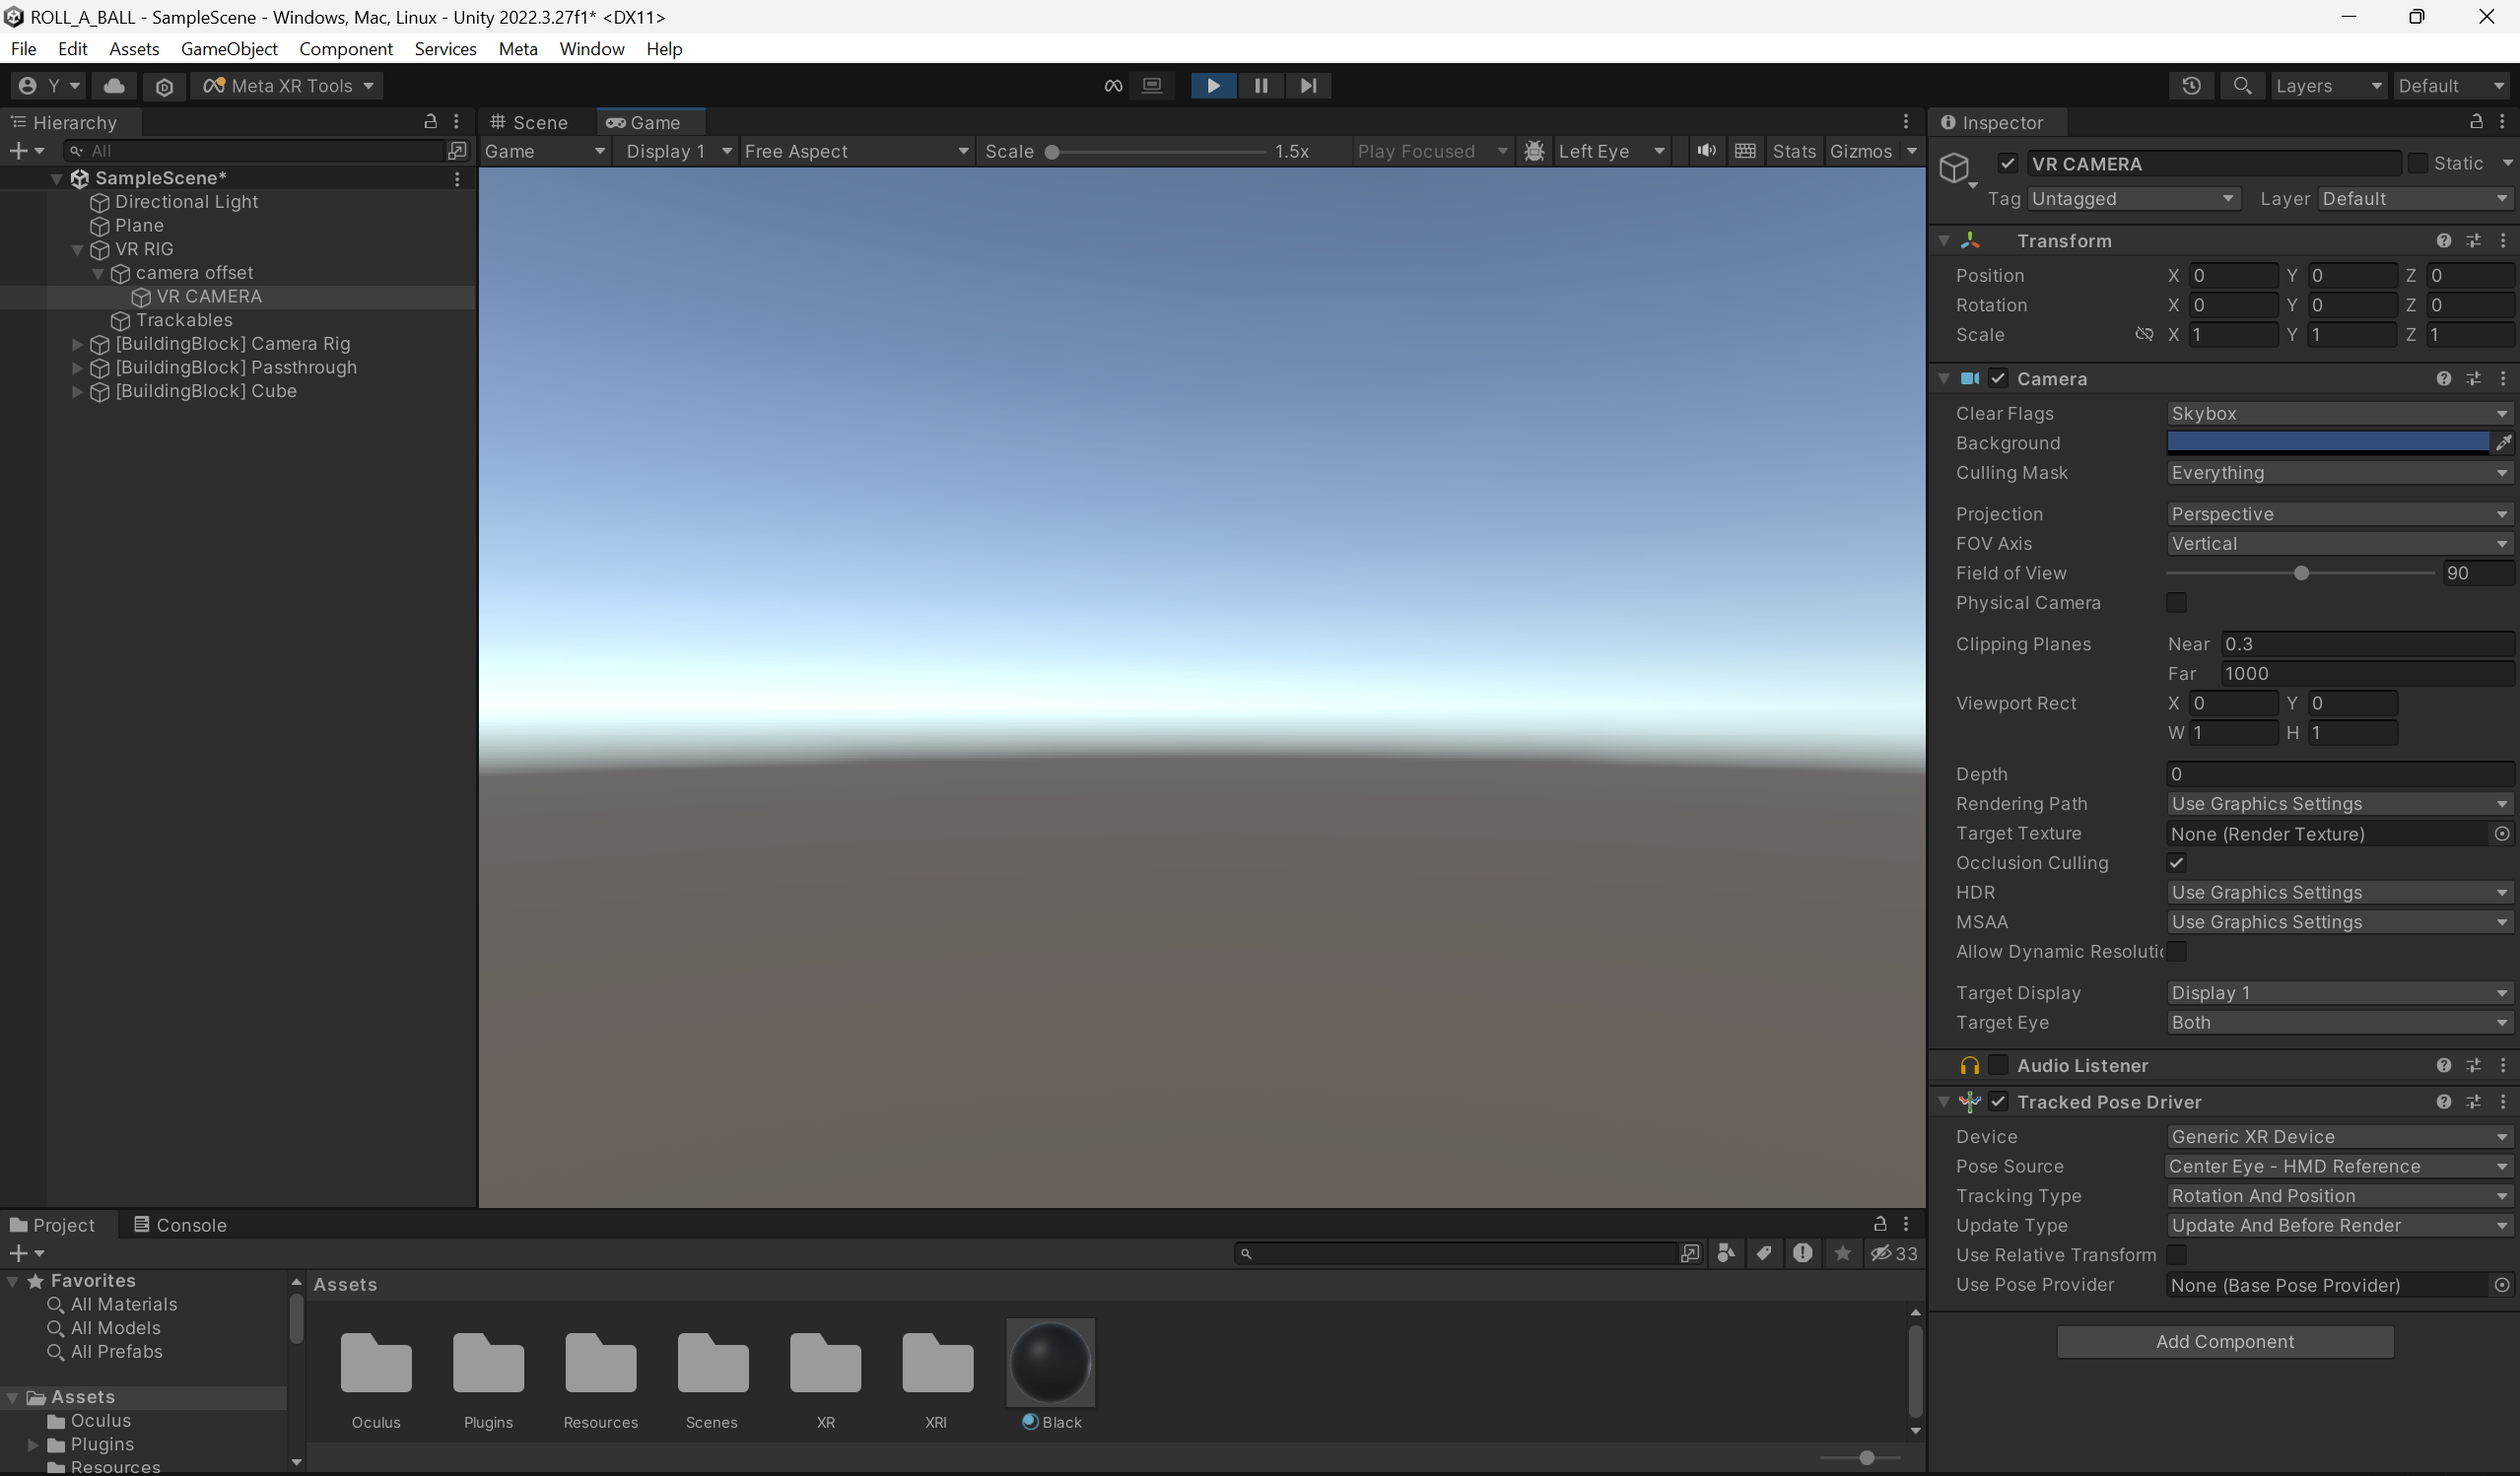 ROLL_A_BALL - SampleScene - Windows, Mac, Linux - Unity 2022.3.27f1* <DX11>
File Edit Assets GameObject Component Services Meta Window Help
Y Meta XR Tools Layers Default
Hierarchy
All
SampleScene*
Directional Light
Plane
VR RIG
camera offset
VR CAMERA
Trackables
[BuildingBlock] Camera Rig
[BuildingBlock] Passthrough
[BuildingBlock] Cube
Scene Game
Game Display 1 Free Aspect Scale 1.5x Play Focused Left Eye Stats Gizmos
Inspector
VR CAMERA Static
Tag Untagged Layer Default
Transform
Position X 0 Y 0 Z 0
Rotation X 0 Y 0 Z 0
Scale X 1 Y 1 Z 1
Camera
Clear Flags Skybox
Background
Culling Mask Everything
Projection Perspective
FOV Axis Vertical
Field of View 90
Physical Camera
Clipping Planes Near 0.3
Far 1000
Viewport Rect X 0 Y 0
W 1 H 1
Depth 0
Rendering Path Use Graphics Settings
Target Texture None (Render Texture)
Occlusion Culling
HDR Use Graphics Settings
MSAA Use Graphics Settings
Allow Dynamic Resolutic
Target Display Display 1
Target Eye Both
Audio Listener
Tracked Pose Driver
Device Generic XR Device
Pose Source Center Eye - HMD Reference
Tracking Type Rotation And Position
Update Type Update And Before Render
Use Relative Transform
Use Pose Provider None (Base Pose Provider)
Add Component
Project Console
33
Favorites
All Materials
All Models
All Prefabs
Assets
Oculus
Plugins
Resources
Assets
Oculus Plugins Resources Scenes XR XRI Black